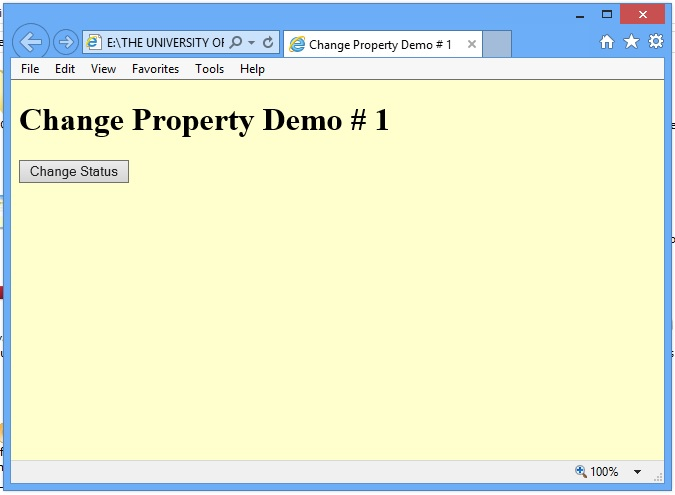 E:\THE UNIVERSITY OF
Change Property Demo # 1
File Edit View Favorites Tools Help
Change Property Demo # 1
Change Status
100%